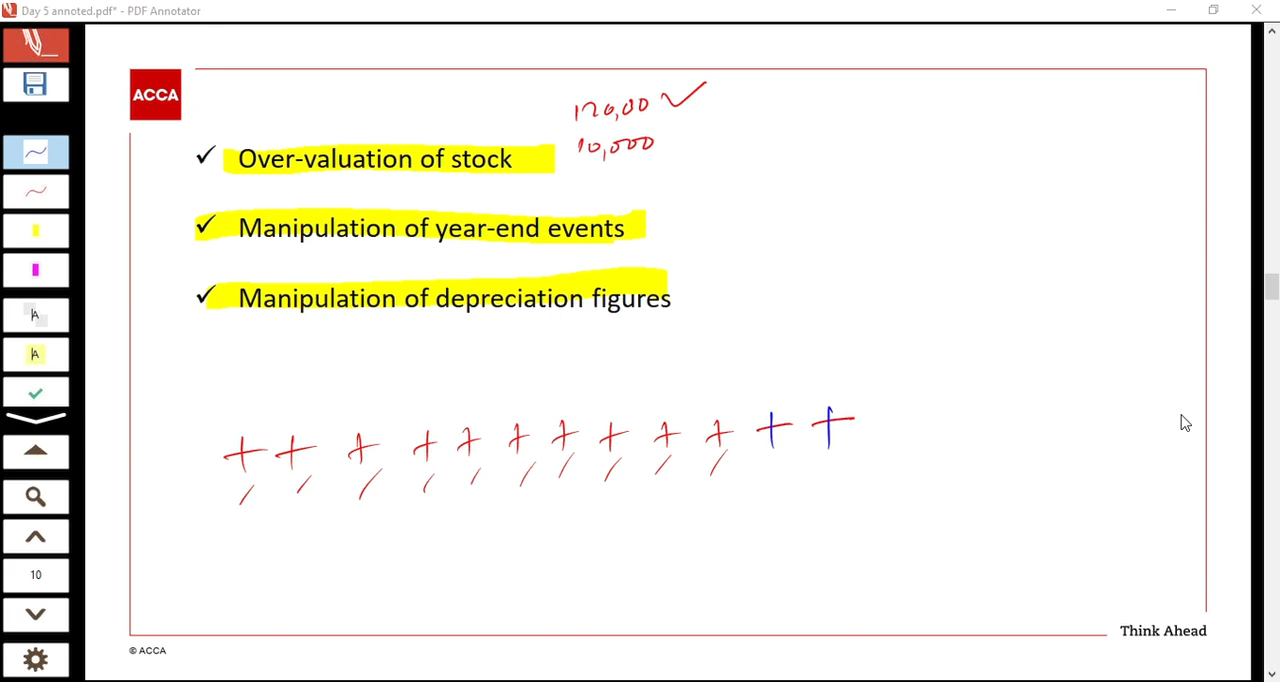 Day 5 annoted.pdf* - PDF Annotator
ACCA
120,00 ✓
10,000
✓ Over-valuation of stock
✓ Manipulation of year-end events
✓ Manipulation of depreciation figures
+ + + + + + + + + + + +
/ / / / / / / / / /
A
A
10
Think Ahead
© ACCA